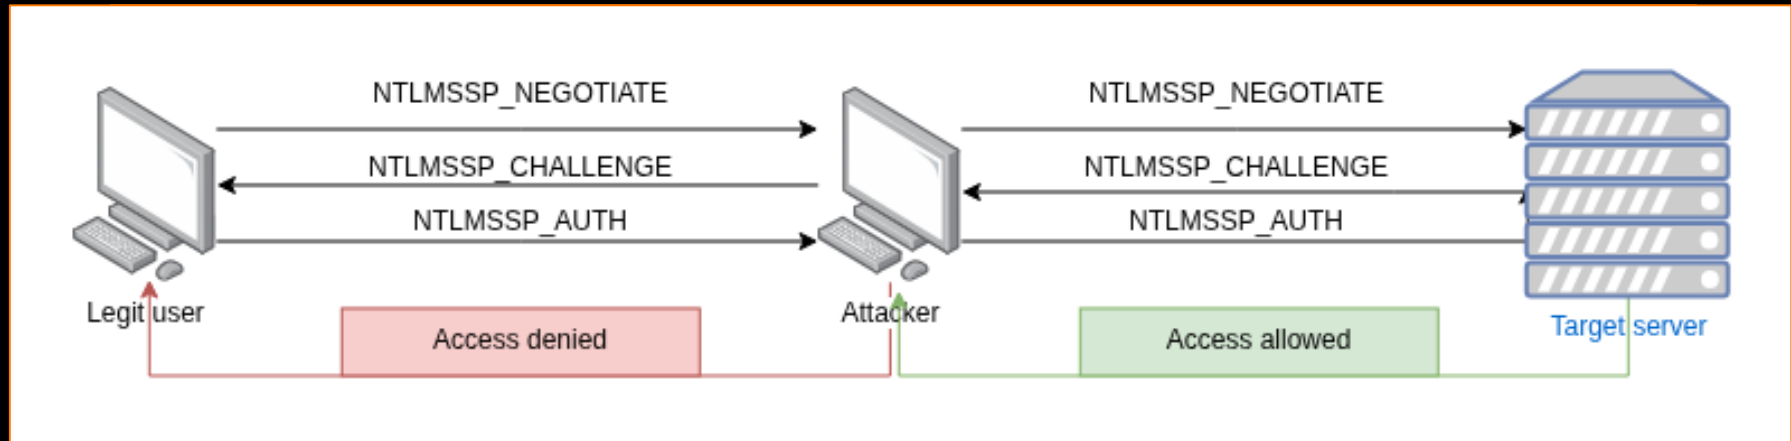 NTLMSSP_NEGOTIATE
NTLMSSP_NEGOTIATE
NTLMSSP_CHALLENGE
NTLMSSP_CHALLENGE
NTLMSSP_AUTH
NTLMSSP_AUTH
Legit user
Attacker
Target server
Access denied
Access allowed